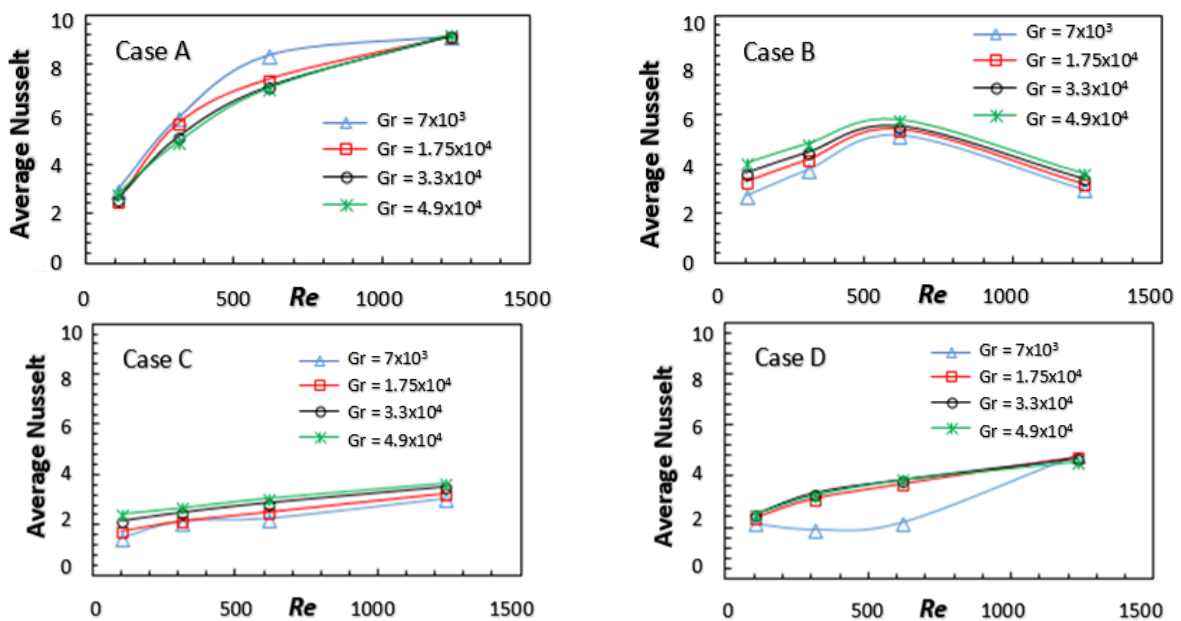 Case A
Average Nusselt
10
8
6
4
2
0
Gr = 7x10³
Gr = 1.75x10⁴
Gr = 3.3x10⁴
Gr = 4.9x10⁴
0 500 Re 1000 1500
Case B
Average Nusselt
10
8
6
4
2
0
Gr = 7x10³
Gr = 1.75x10⁴
Gr = 3.3x10⁴
Gr = 4.9x10⁴
0 500 Re 1000 1500
Case C
Average Nusselt
10
8
6
4
2
0
Gr = 7x10³
Gr = 1.75x10⁴
Gr = 3.3x10⁴
Gr = 4.9x10⁴
0 500 Re 1000 1500
Case D
Average Nusselt
10
8
6
4
2
0
Gr = 7x10³
Gr = 1.75x10⁴
Gr = 3.3x10⁴
Gr = 4.9x10⁴
0 500 Re 1000 1500